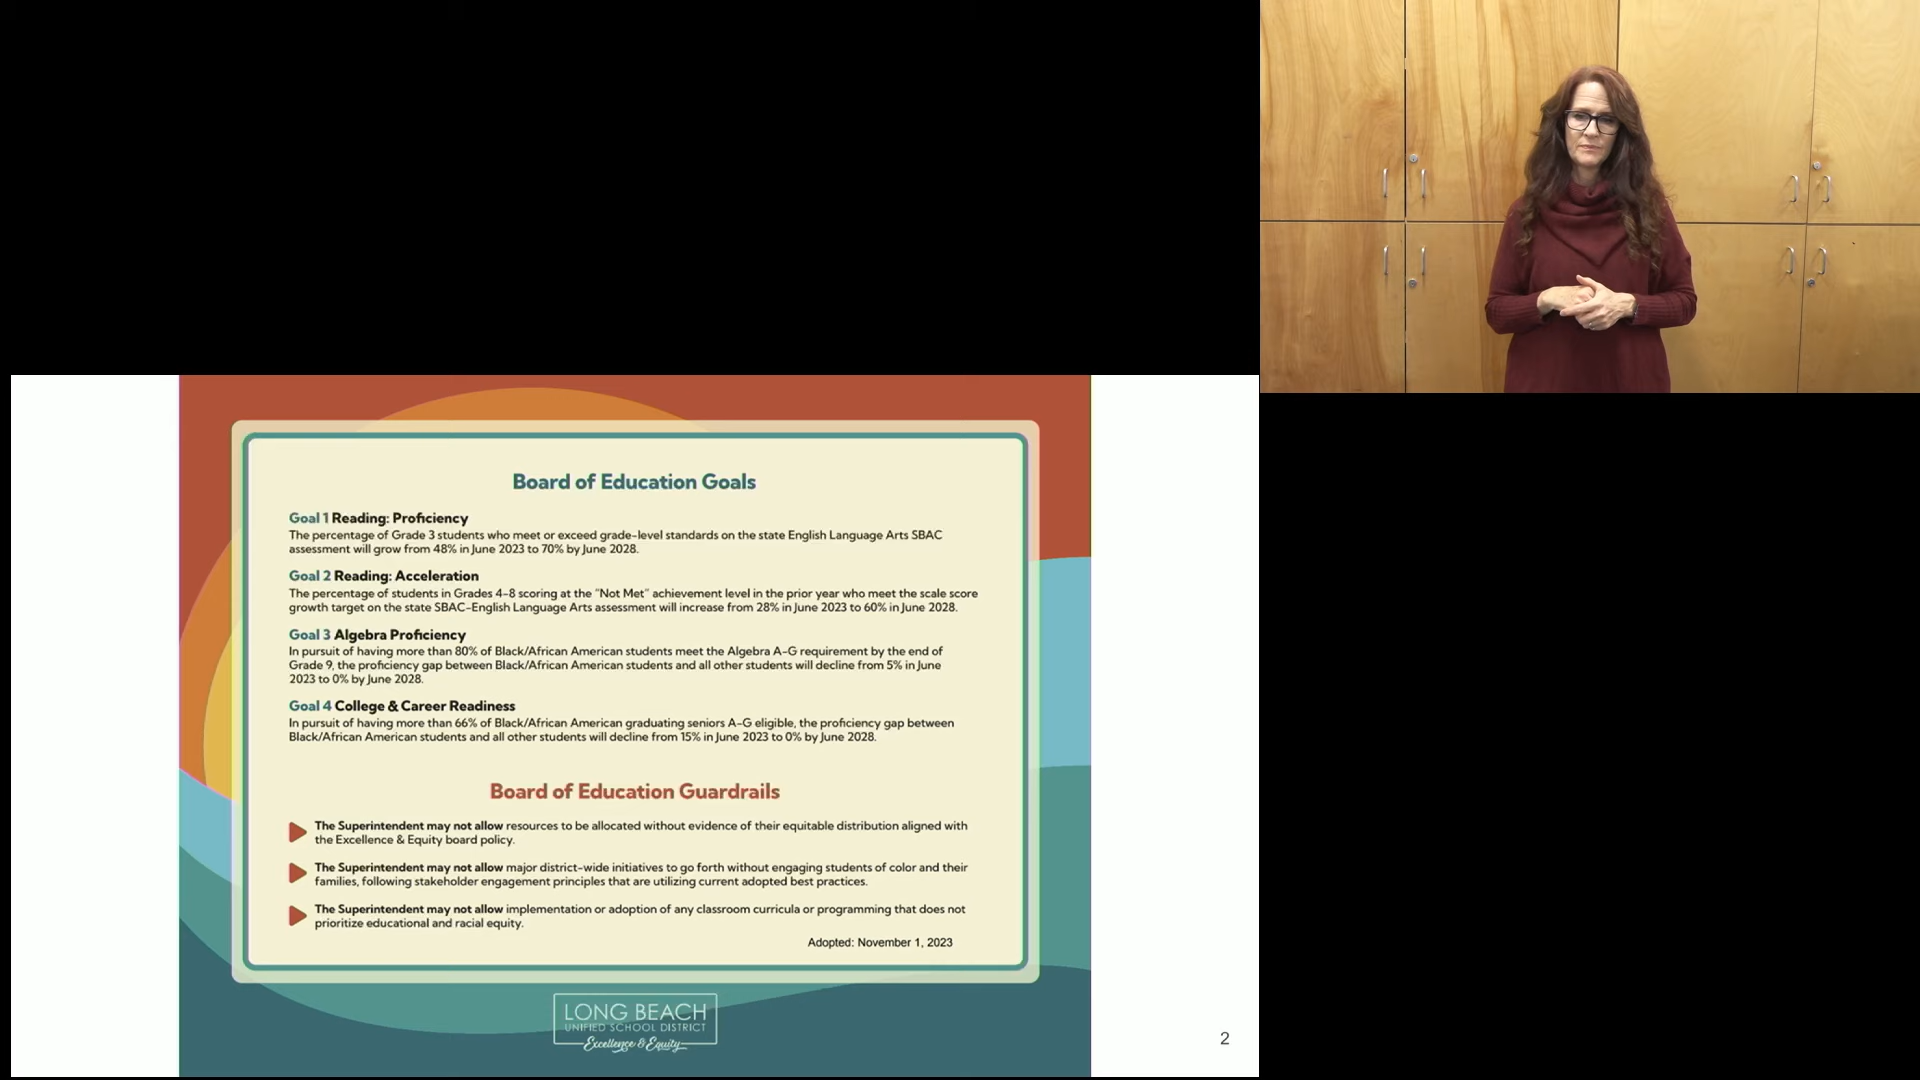 Board of Education Goals
Goal 1 Reading: Proficiency
The percentage of Grade 3 students who meet or exceed grade-level standards on the state English Language Arts SBAC
assessment will grow from 48% in June 2023 to 70% by June 2028.
Goal 2 Reading: Acceleration
The percentage of students in Grades 4-8 scoring at the "Not Met" achievement level in the prior year who meet the scale score
growth target on the state SBAC-English Language Arts assessment will increase from 28% in June 2023 to 60% in June 2028.
Goal 3 Algebra Proficiency
In pursuit of having more than 80% of Black/African American students meet the Algebra A-G requirement by the end of
Grade 9, the proficiency gap between Black/African American students and all other students will decline from 5% in June
2023 to 0% by June 2028.
Goal 4 College & Career Readiness
In pursuit of having more than 66% of Black/African American graduating seniors A-G eligible, the proficiency gap between
Black/African American students and all other students will decline from 15% in June 2023 to 0% by June 2028.
Board of Education Guardrails
The Superintendent may not allow resources to be allocated without evidence of their equitable distribution aligned with
the Excellence & Equity board policy.
The Superintendent may not allow major district-wide initiatives to go forth without engaging students of color and their
families, following stakeholder engagement principles that are utilizing current adopted best practices.
The Superintendent may not allow implementation or adoption of any classroom curricula or programming that does not
prioritize educational and racial equity.
Adopted: November 1, 2023
LONG BEACH
UNIFIED SCHOOL DISTRICT
Excellence & Equity
2